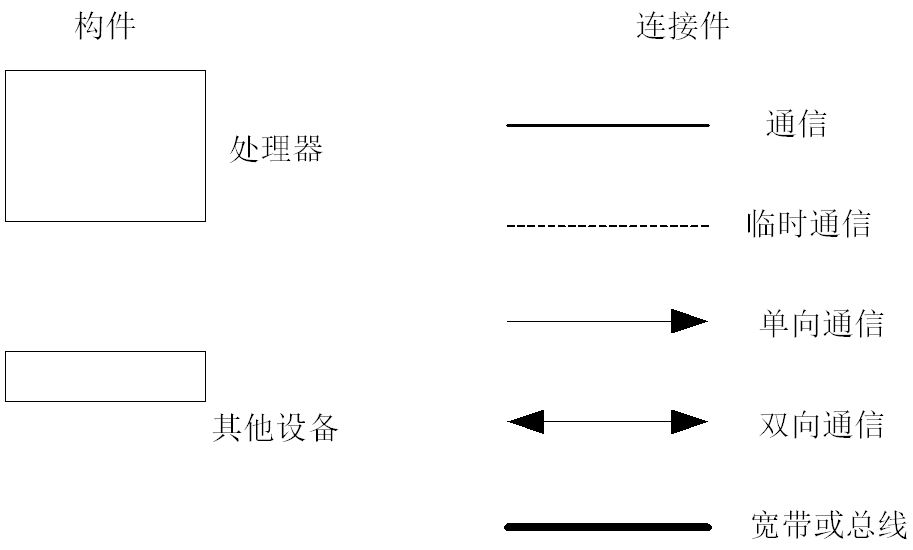 构件
连接件
处理器
通信
临时通信
单向通信
其他设备
双向通信
宽带或总线